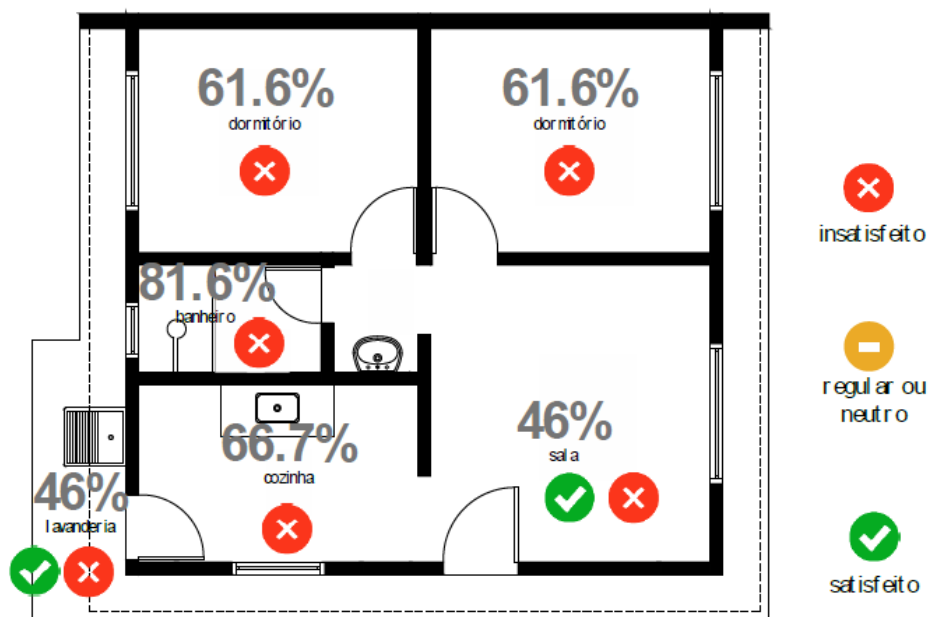 61.6%
dormitório
61.6%
dormitório
insatisfeito
81.6%
banheiro
regular ou
neutro
66.7%
cozinha
46%
sala
46%
lavanderia
satisfeito